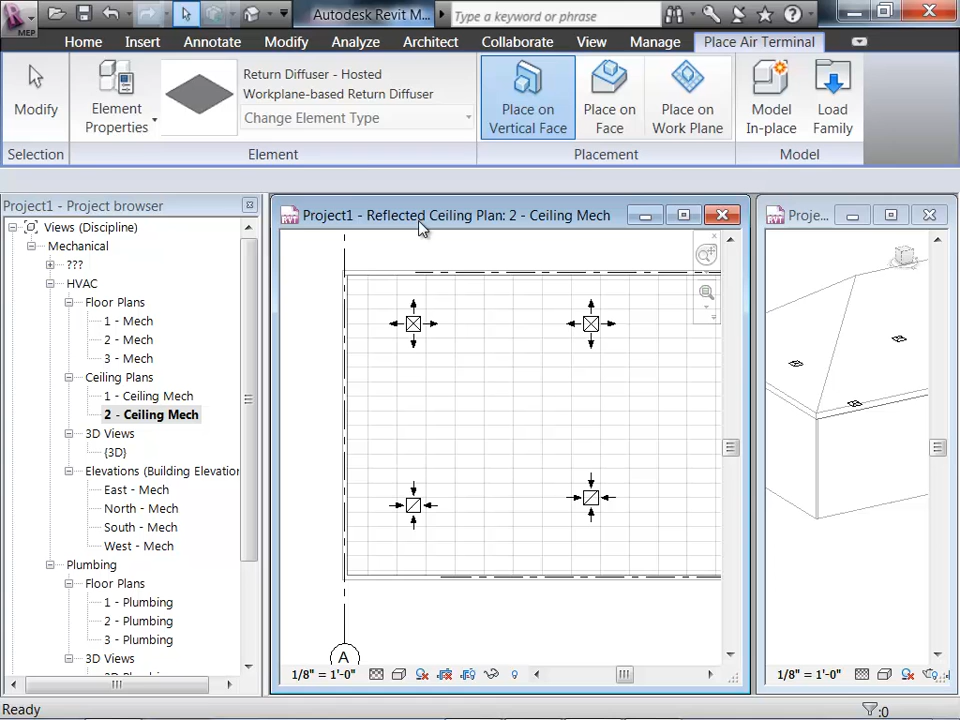 MEP
Autodesk Revit M...
Type a keyword or phrase
Home Insert Annotate Modify Analyze Architect Collaborate View Manage Place Air Terminal
Modify
Selection
Element
Properties
Return Diffuser - Hosted
Workplane-based Return Diffuser
Change Element Type
Element
Place on
Vertical Face
Place on
Face
Place on
Work Plane
Placement
Model
In-place
Load
Family
Model
Project1 - Project browser
Views (Discipline)
Mechanical
???
HVAC
Floor Plans
1 - Mech
2 - Mech
3 - Mech
Ceiling Plans
1 - Ceiling Mech
2 - Ceiling Mech
3D Views
{3D}
Elevations (Building Elevation
East - Mech
North - Mech
South - Mech
West - Mech
Plumbing
Floor Plans
1 - Plumbing
2 - Plumbing
3 - Plumbing
3D Views
Project1 - Reflected Ceiling Plan: 2 - Ceiling Mech
A
1/8" = 1'-0"
Proje...
1/8" = 1'-0"
Ready
:0